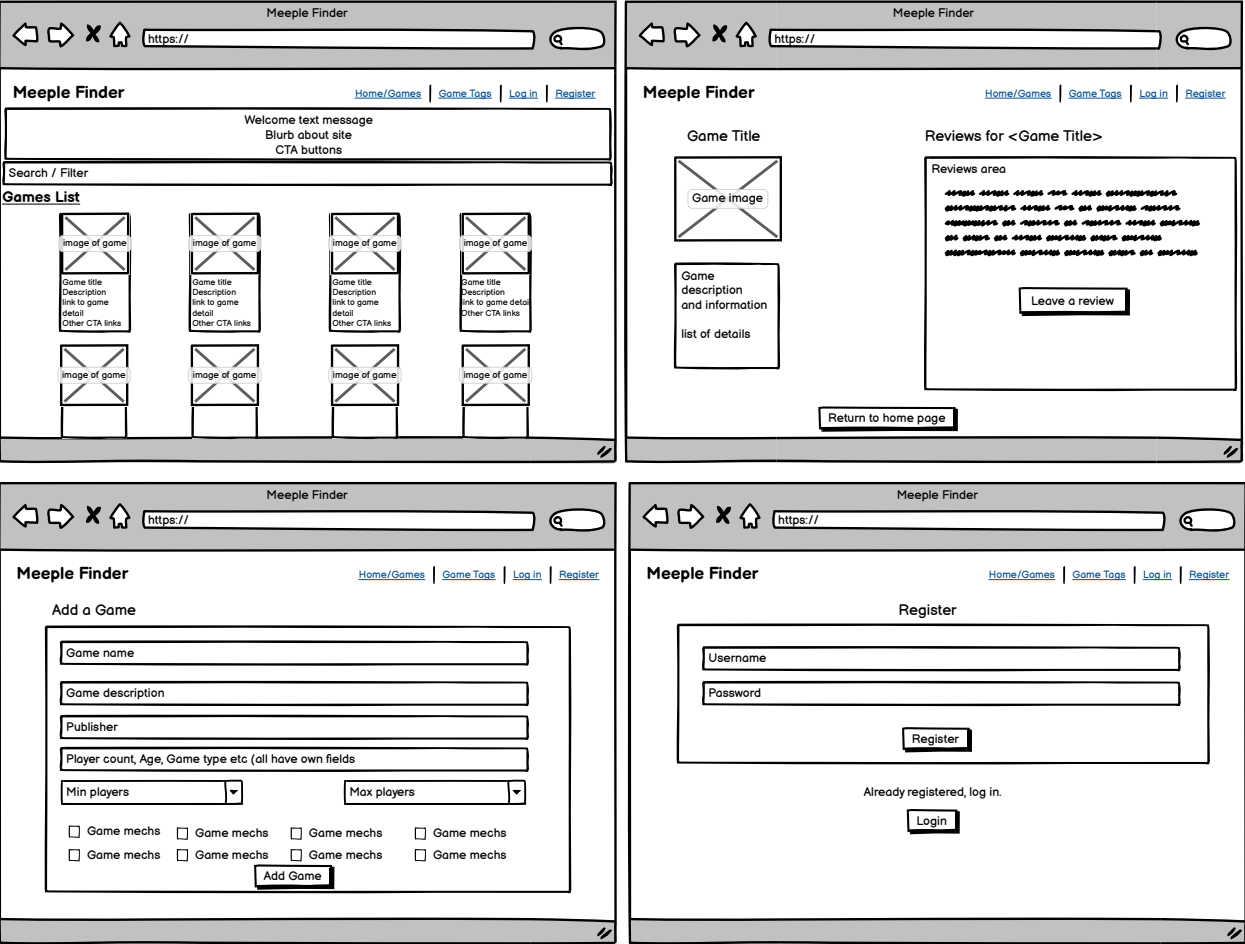 Meeple Finder
https://
Meeple Finder
Home/Games Game Tags Log in Register
Welcome text message
Blurb about site
CTA buttons
Search / Filter
Games List
image of game image of game image of game image of game
Game title Game title Game title Game title
Description Description Description Description
link to game link to game link to game link to game detail
detail detail detail Other CTA links
Other CTA links Other CTA links Other CTA links
image of game image of game image of game image of game
Meeple Finder
https://
Meeple Finder
Home/Games Game Tags Log in Register
Game Title
Game image
Game
description
and information
list of details
Reviews for <Game Title>
Reviews area
Leave a review
Return to home page
Meeple Finder
https://
Meeple Finder
Home/Games Game Tags Log in Register
Add a Game
Game name
Game description
Publisher
Player count, Age, Game type etc (all have own fields
Min players Max players
Game mechs Game mechs Game mechs Game mechs
Game mechs Game mechs Game mechs Game mechs
Add Game
Meeple Finder
https://
Meeple Finder
Home/Games Game Tags Log in Register
Register
Username
Password
Register
Already registered, log in.
Login